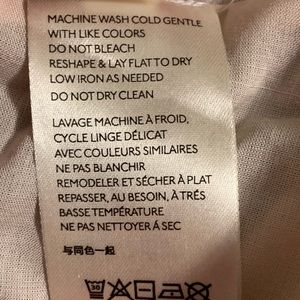 MACHINE WASH COLD GENTLE
WITH LIKE COLORS
DO NOT BLEACH
RESHAPE & LAY FLAT TO DRY
LOW IRON AS NEEDED
DO NOT DRY CLEAN
LAVAGE MACHINE À FROID,
CYCLE LINGE DÉLICAT
AVEC COULEURS SIMILAIRES
NE PAS BLANCHIR
REMODELER ET SÉCHER À PLAT
REPASSER, AU BESOIN, À TRÉS
BASSE TEMPÉRATURE
NE PAS NETTOYER Á SEC
与同色一起
30